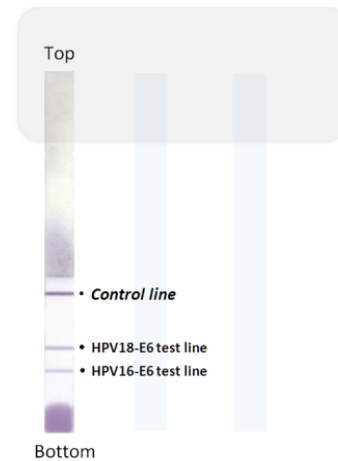 Top
• Control line
• HPV18-E6 test line
• HPV16-E6 test line
Bottom